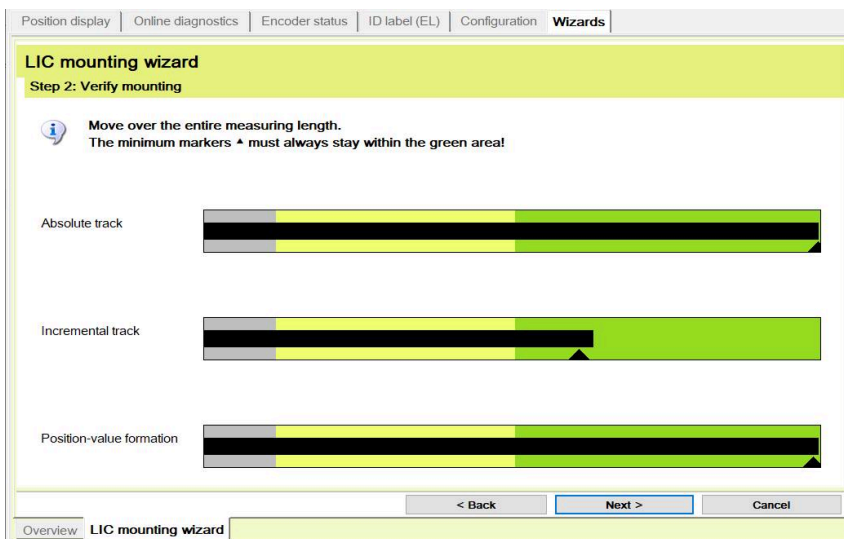 Position display Online diagnostics Encoder status ID label (EL) Configuration Wizards
LIC mounting wizard
Step 2: Verify mounting
Move over the entire measuring length.
The minimum markers ▲ must always stay within the green area!
Absolute track
Incremental track
Position-value formation
< Back Next > Cancel
Overview LIC mounting wizard